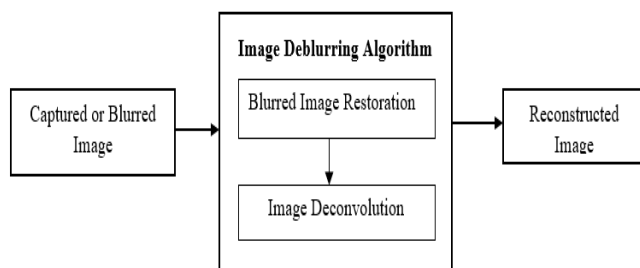 Image Deblurring Algorithm
Blurred Image Restoration
Captured or Blurred
Image
Reconstructed
Image
Image Deconvolution